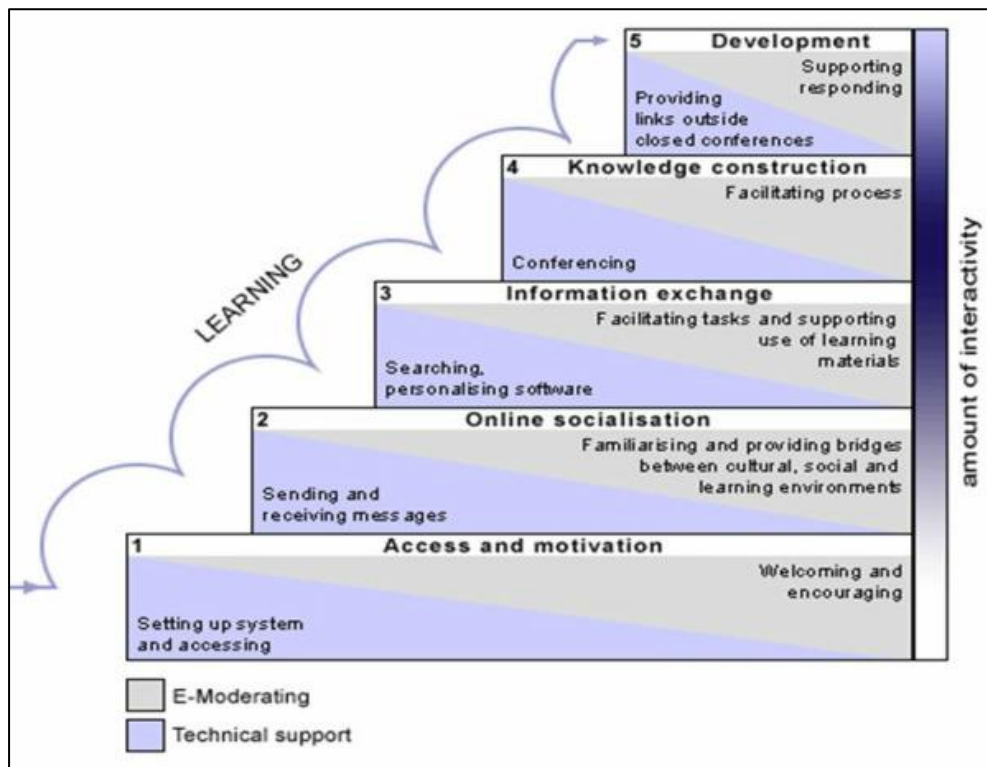 5 Development
Supporting
responding
Providing
links outside
closed conferences
4 Knowledge construction
Facilitating process
Conferencing
3 Information exchange
Facilitating tasks and supporting
use of learning
materials
Searching,
personalising software
2 Online socialisation
Familiarising and providing bridges
between cultural, social and
learning environments
Sending and
receiving messages
1 Access and motivation
Welcoming and
encouraging
Setting up system
and accessing
LEARNING
amount of interactivity
E-Moderating
Technical support